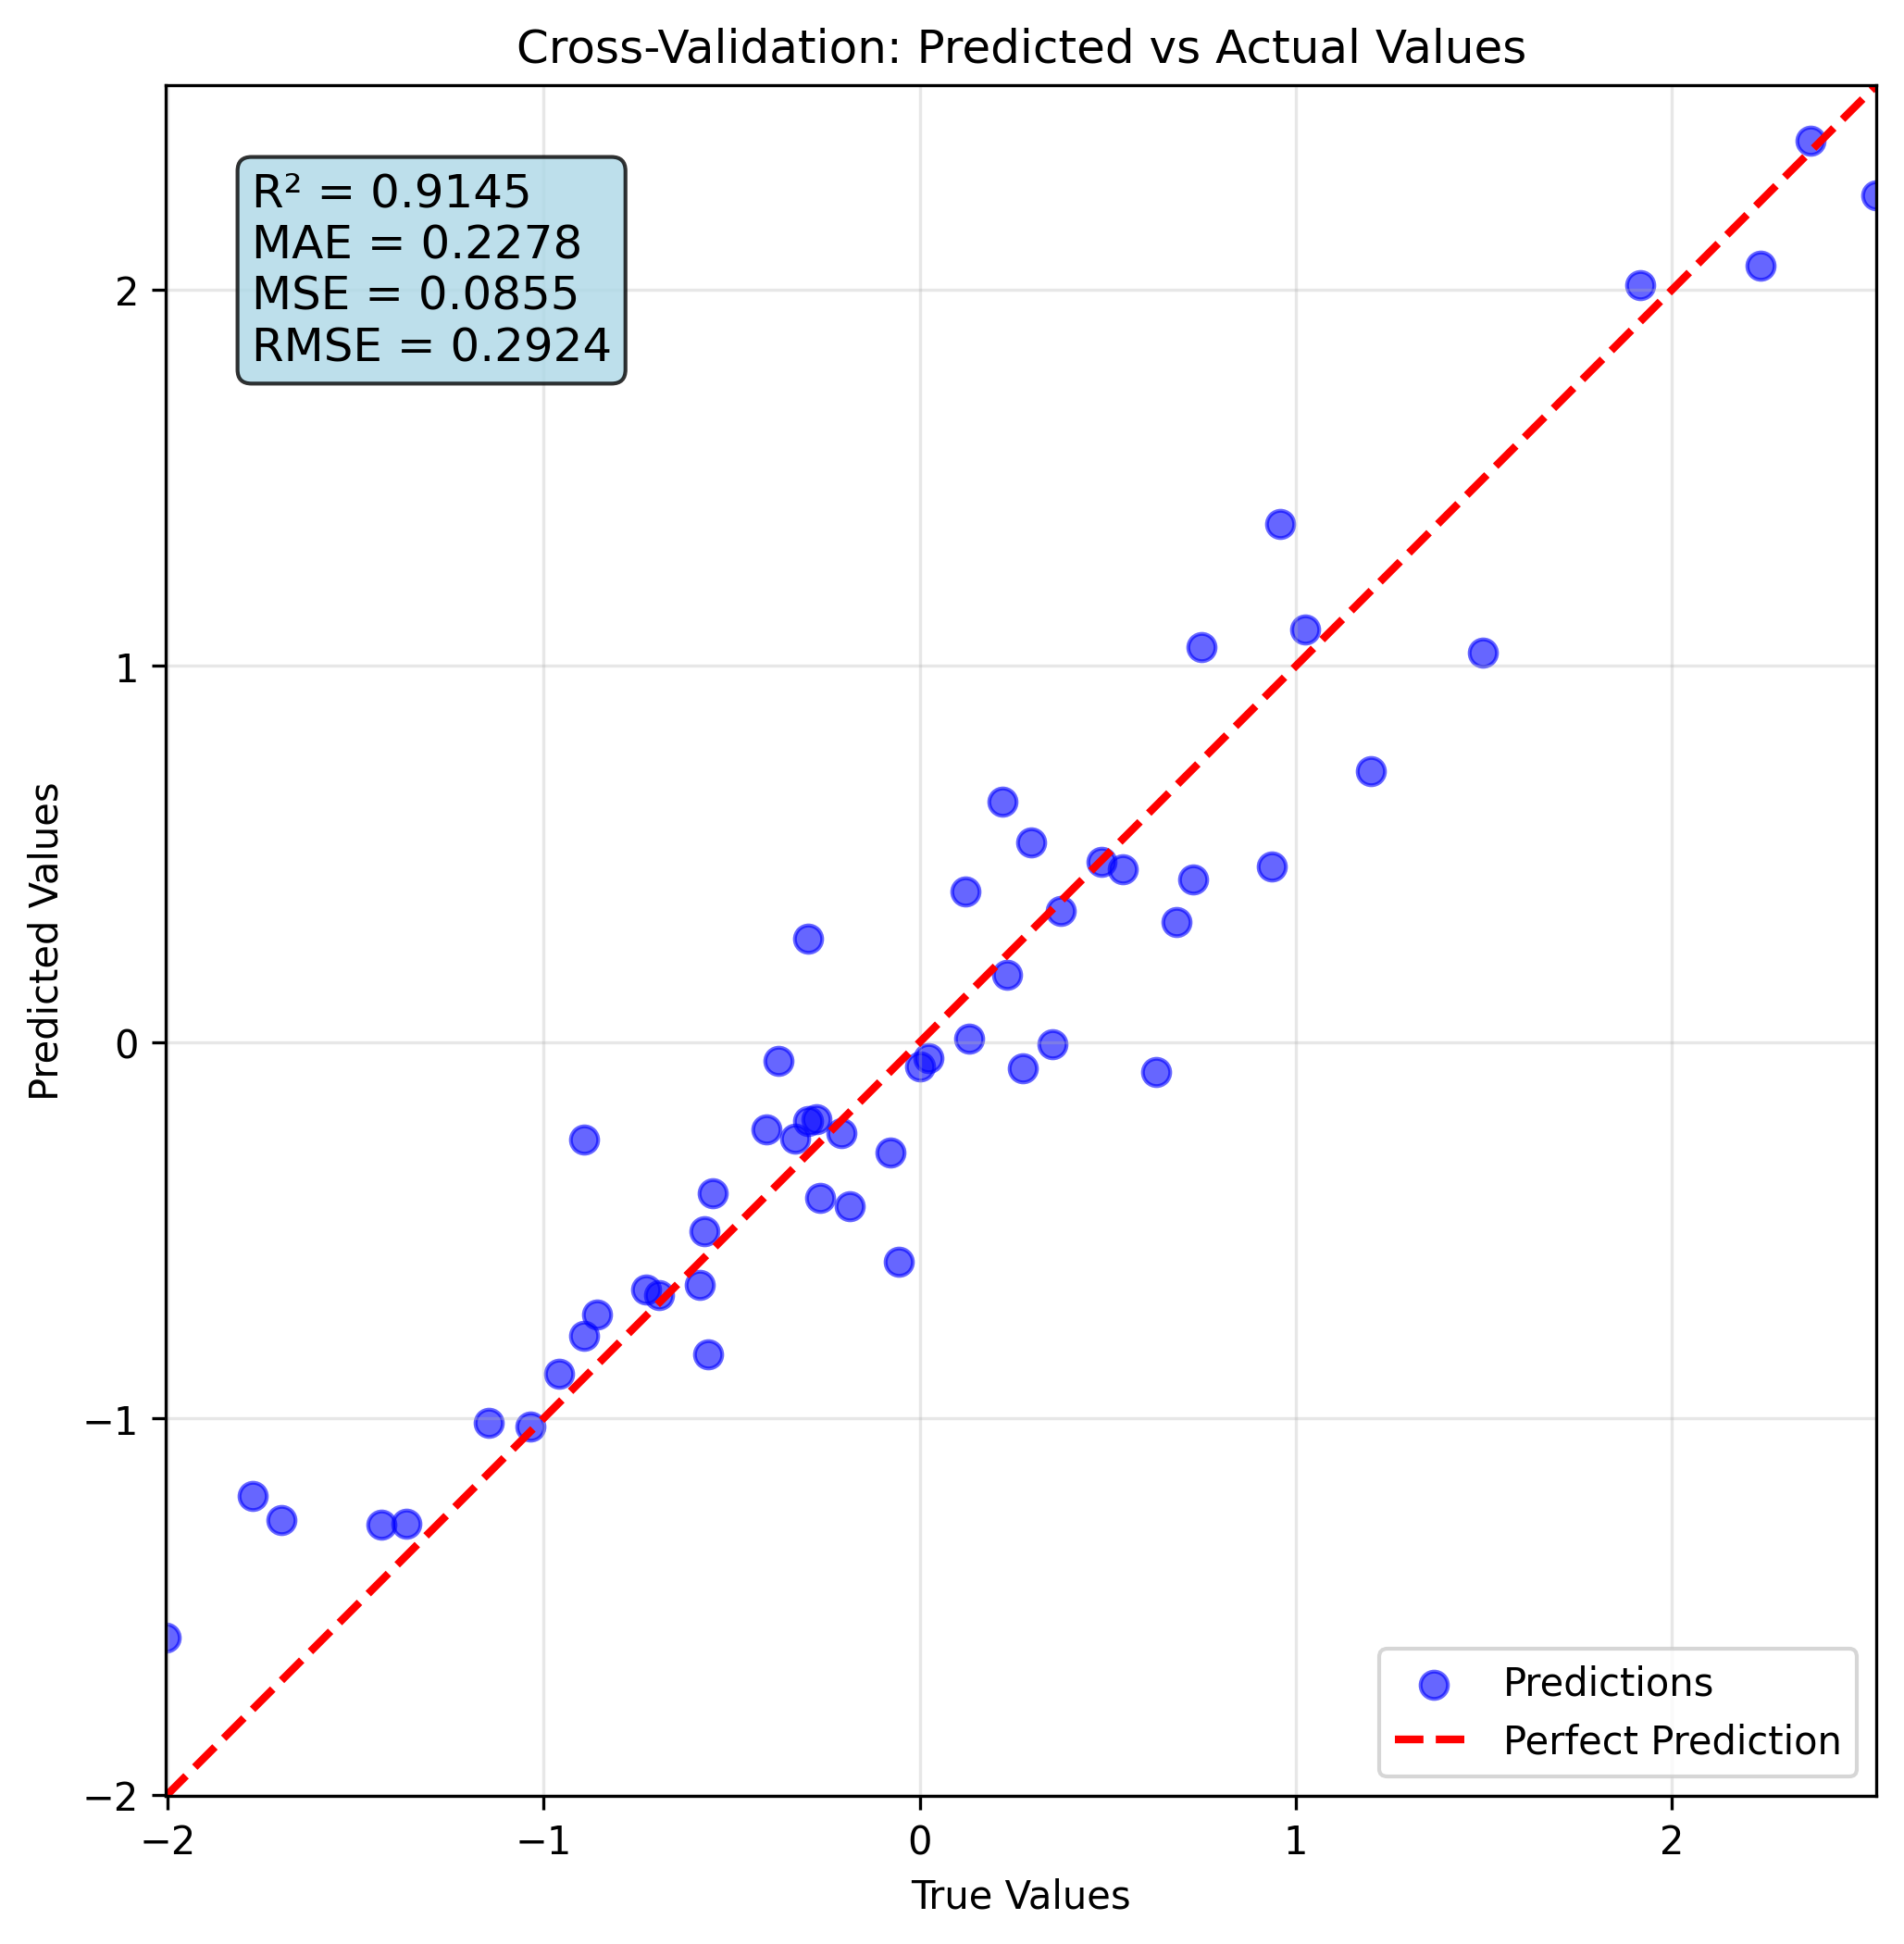 Cross-Validation: Predicted vs Actual Values
R² = 0.9145
MAE = 0.2278
MSE = 0.0855
RMSE = 0.2924
Predicted Values
2
1
0
−1
−2
−2
−1
0
1
2
True Values
Predictions
Perfect Prediction